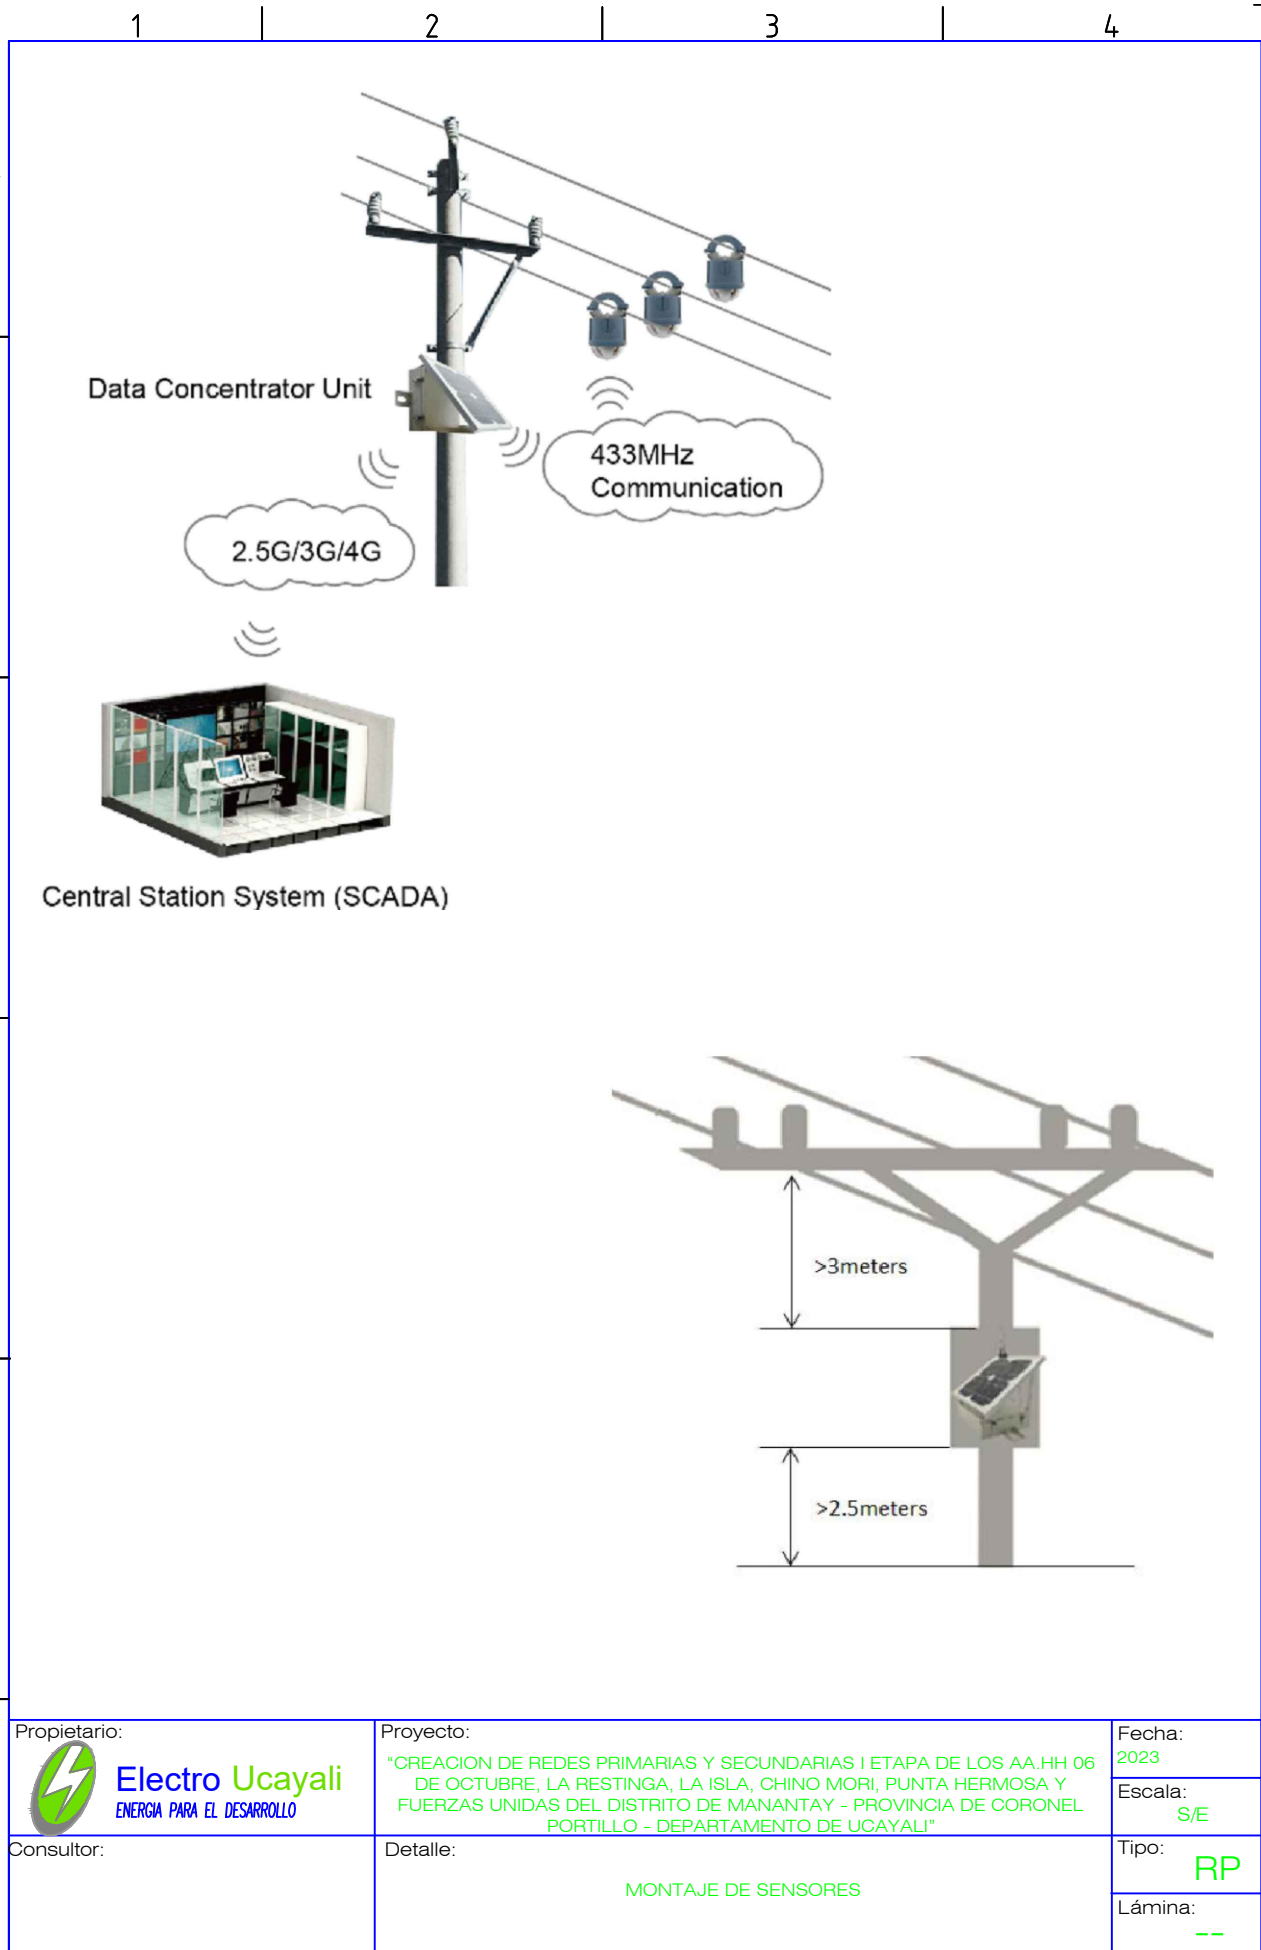 1 2 3 4
Data Concentrator Unit
433MHz
Communication
2.5G/3G/4G
Central Station System (SCADA)
>3meters
>2.5meters
Propietario:
Electro Ucayali
ENERGIA PARA EL DESARROLLO
Proyecto:
"CREACION DE REDES PRIMARIAS Y SECUNDARIAS I ETAPA DE LOS AA.HH 06
DE OCTUBRE, LA RESTINGA, LA ISLA, CHINO MORI, PUNTA HERMOSA Y
FUERZAS UNIDAS DEL DISTRITO DE MANANTAY - PROVINCIA DE CORONEL
PORTILLO - DEPARTAMENTO DE UCAYALI"
Fecha:
2023
Escala:
S/E
Consultor:
Detalle:
MONTAJE DE SENSORES
Tipo:
RP
Lámina:
--